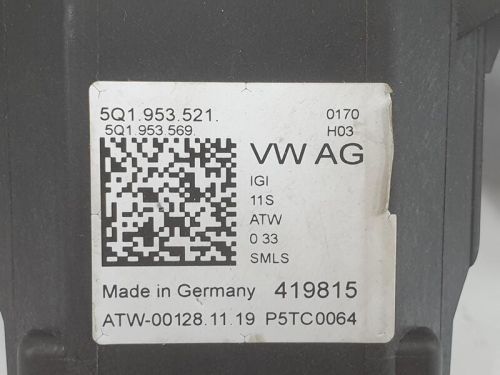 5Q1.953.521. 0170
5Q1.953.569. H03
VW AG
IGI
11S
ATW
0 33
SMLS
Made in Germany 419815
ATW-00128.11.19 P5TC0064